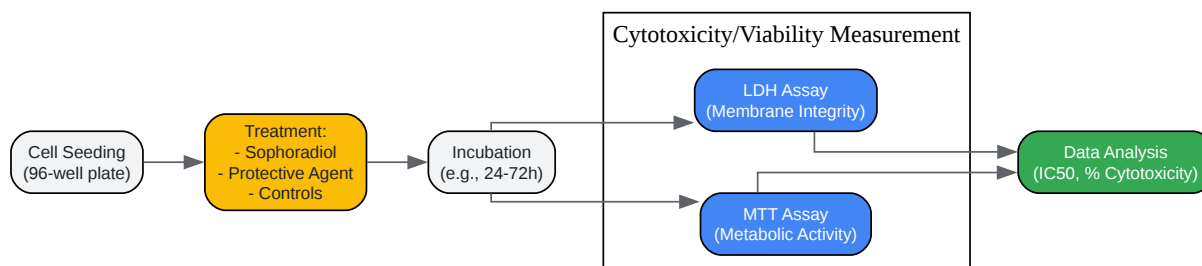 Cytotoxicity/Viability Measurement
Cell Seeding
(96-well plate)
Treatment:
- Sophoradiol
- Protective Agent
- Controls
Incubation
(e.g., 24-72h)
LDH Assay
(Membrane Integrity)
MTT Assay
(Metabolic Activity)
Data Analysis
(IC50, % Cytotoxicity)